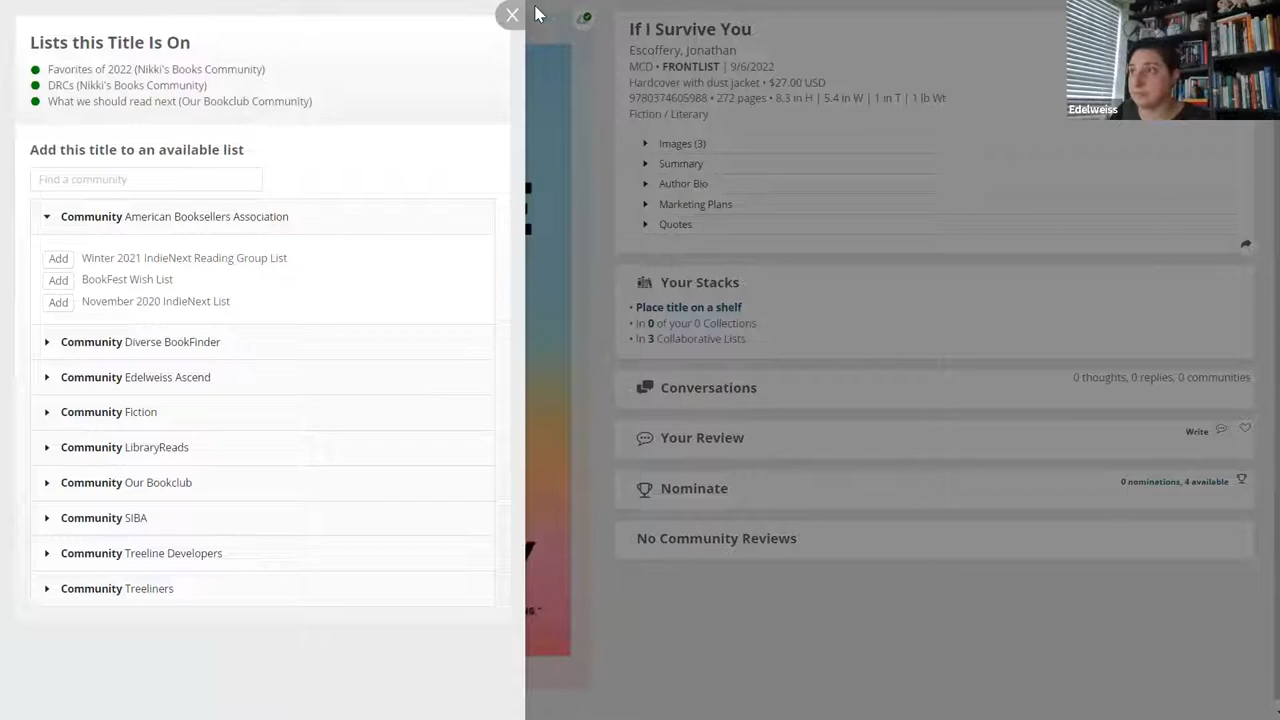 Lists this Title Is On
Favorites of 2022 (Nikki's Books Community)
DRCs (Nikki's Books Community)
What we should read next (Our Bookclub Community)
Add this title to an available list
Find a community
Community American Booksellers Association
Add Winter 2021 IndieNext Reading Group List
Add BookFest Wish List
Add November 2020 IndieNext List
Community Diverse BookFinder
Community Edelweiss Ascend
Community Fiction
Community LibraryReads
Community Our Bookclub
Community SIBA
Community Treeline Developers
Community Treeliners
If I Survive You
Escoffery, Jonathan
MCD • FRONTLIST | 9/6/2022
Hardcover with dust jacket • $27.00 USD
9780374605988 • 272 pages • 8.3 in H | 5.4 in W | 1 in T | 1 lb Wt
Fiction / Literary
Images (3)
Summary
Author Bio
Marketing Plans
Quotes
Your Stacks
• Place title on a shelf
• In 0 of your 0 Collections
• In 3 Collaborative Lists
Conversations
0 thoughts, 0 replies, 0 communities
Your Review
Write
Nominate
0 nominations, 4 available
No Community Reviews
Edelweiss